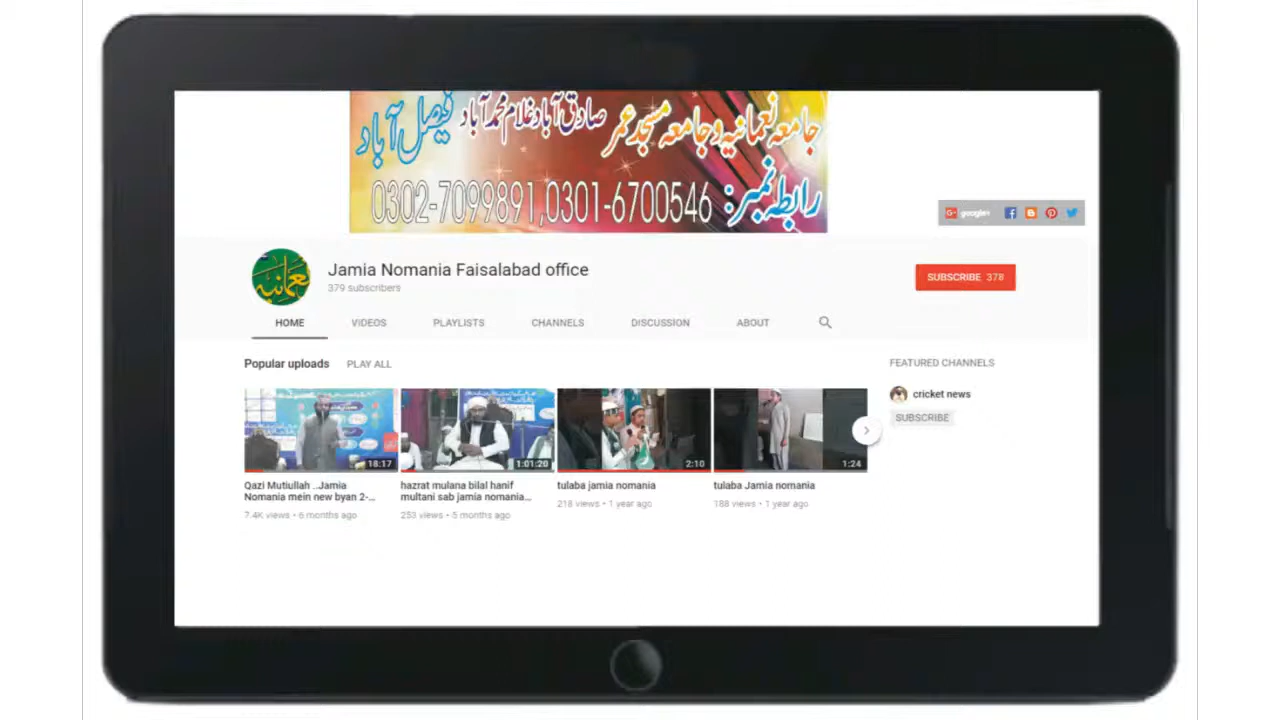 جامعہ نعمانیہ و جامعہ مسجد عمر صادق آباد غلام محمد آباد فیصل آباد
رابطہ نمبر: 0302-7099891,0301-6700546
google+
نعمانیہ
Jamia Nomania Faisalabad office
379 subscribers
SUBSCRIBE 378
HOME VIDEOS PLAYLISTS CHANNELS DISCUSSION ABOUT
Popular uploads PLAY ALL
FEATURED CHANNELS
cricket news
SUBSCRIBE
18:17
1:01:20
2:10
1:24
Qazi Mutiullah ..Jamia
Nomania mein new byan 2-...
7.4K views • 6 months ago
hazrat mulana bilal hanif
multani sab jamia nomania...
253 views • 5 months ago
tulaba jamia nomania
218 views • 1 year ago
tulaba Jamia nomania
188 views • 1 year ago